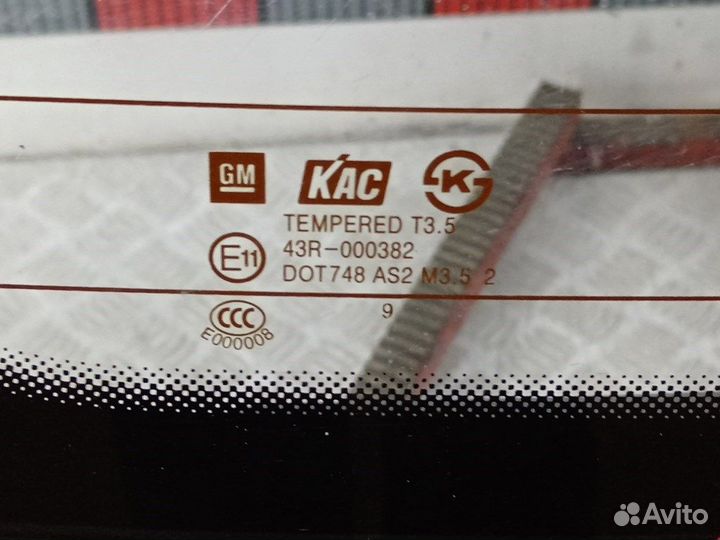 GM KAC K S
TEMPERED T3.5
E11 43R-000382
DOT748 AS2 M3.5 2
CCC 9
E000008
Avito